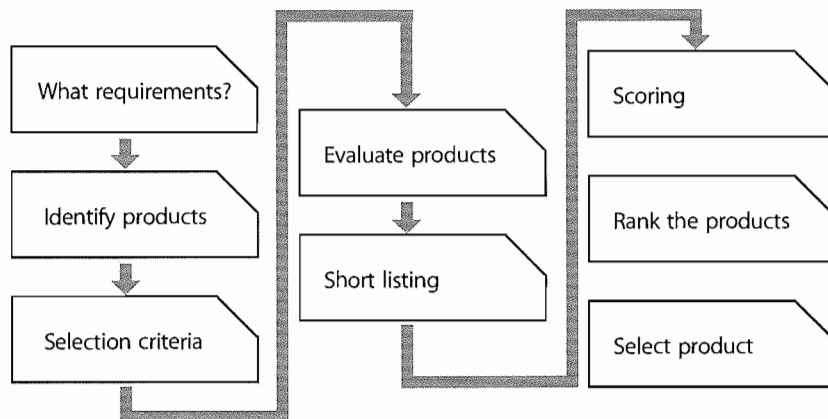 What requirements?
Identify products
Selection criteria
Evaluate products
Short listing
Scoring
Rank the products
Select product